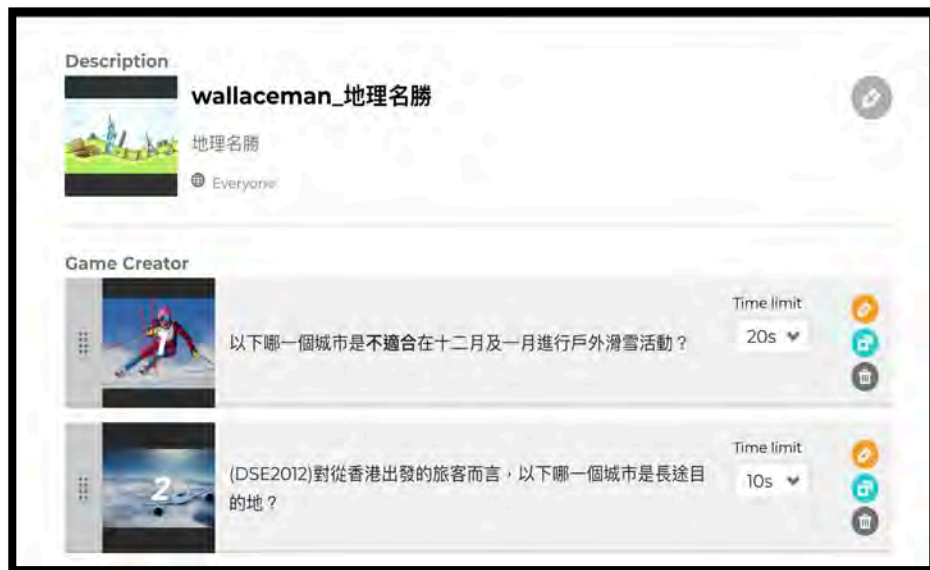 Description
wallaceman_地理名勝
地理名勝
Everyone
Game Creator
Time limit
1
以下哪一個城市是不適合在十二月及一月進行戶外滑雪活動？
20s
Time limit
2
(DSE2012)對從香港出發的旅客而言，以下哪一個城市是長途目
10s
的地？